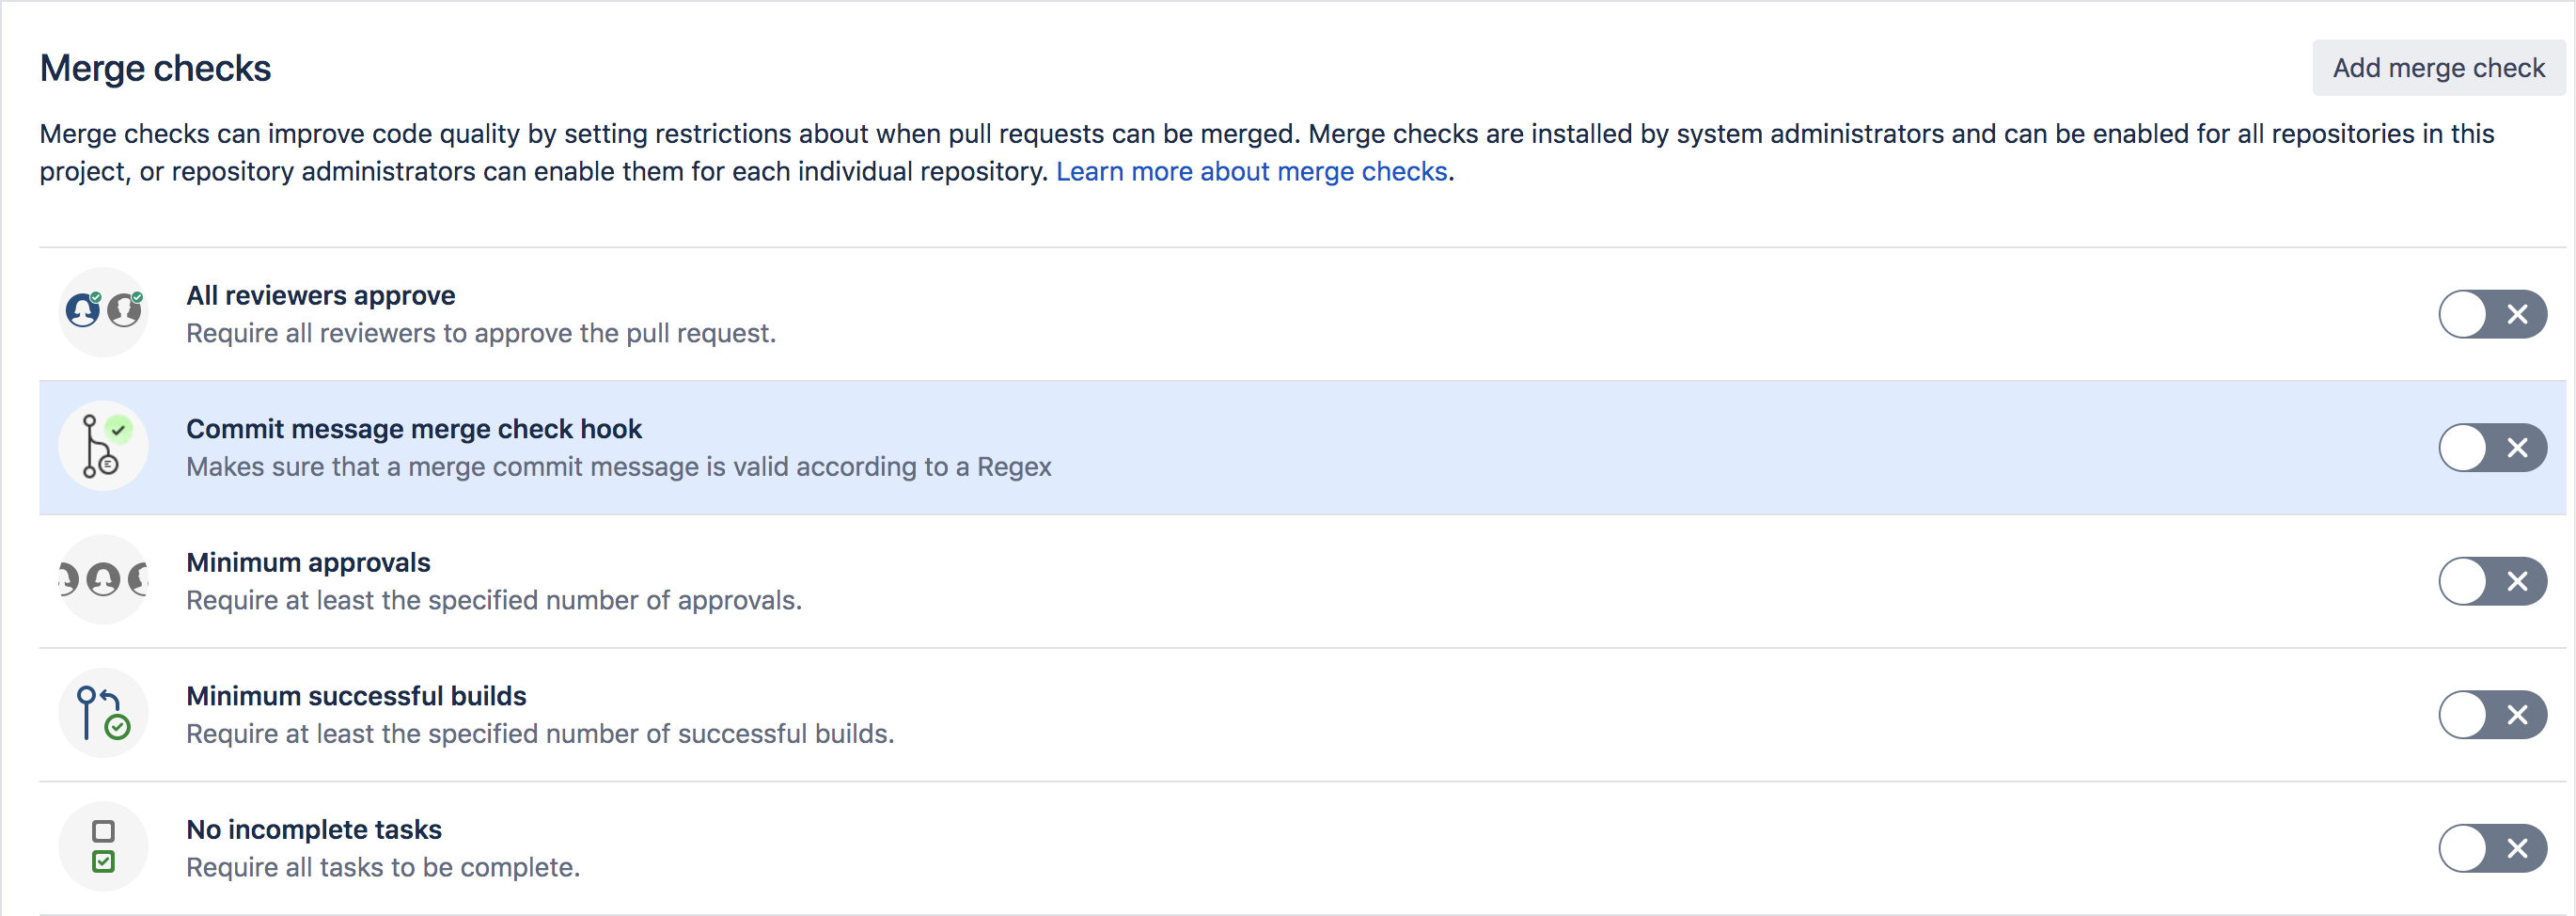 Merge checks
Add merge check
Merge checks can improve code quality by setting restrictions about when pull requests can be merged. Merge checks are installed by system administrators and can be enabled for all repositories in this
project, or repository administrators can enable them for each individual repository. Learn more about merge checks.
All reviewers approve
Require all reviewers to approve the pull request.
Commit message merge check hook
Makes sure that a merge commit message is valid according to a Regex
Minimum approvals
Require at least the specified number of approvals.
Minimum successful builds
Require at least the specified number of successful builds.
No incomplete tasks
Require all tasks to be complete.